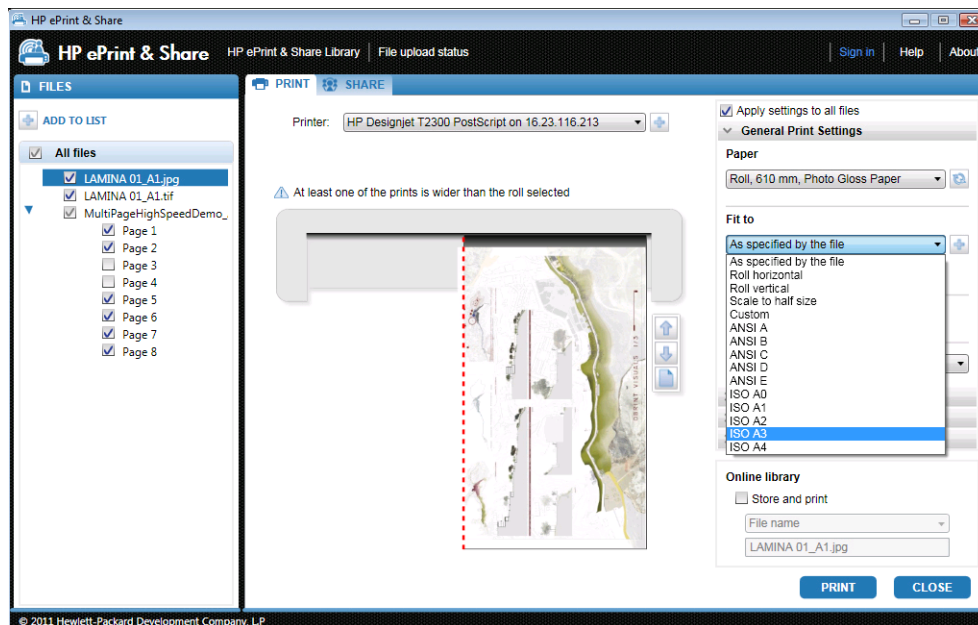 HP ePrint & Share
HP ePrint & Share
HP ePrint & Share Library
File upload status
Sign in
Help
About
FILES
PRINT
SHARE
ADD TO LIST
All files
LAMINA 01_A1.jpg
LAMINA 01_A1.tif
MultiPageHighSpeedDemo_
Page 1
Page 2
Page 3
Page 4
Page 5
Page 6
Page 7
Page 8
Printer:
HP Designjet T2300 PostScript on 16.23.116.213
At least one of the prints is wider than the roll selected
SPRINT VISUALS 1/3
Apply settings to all files
General Print Settings
Paper
Roll, 610 mm, Photo Gloss Paper
Fit to
As specified by the file
As specified by the file
Roll horizontal
Roll vertical
Scale to half size
Custom
ANSI A
ANSI B
ANSI C
ANSI D
ANSI E
ISO A0
ISO A1
ISO A2
ISO A3
ISO A4
Online library
Store and print
File name
LAMINA 01_A1.jpg
PRINT
CLOSE
© 2011 Hewlett-Packard Development Company, L.P